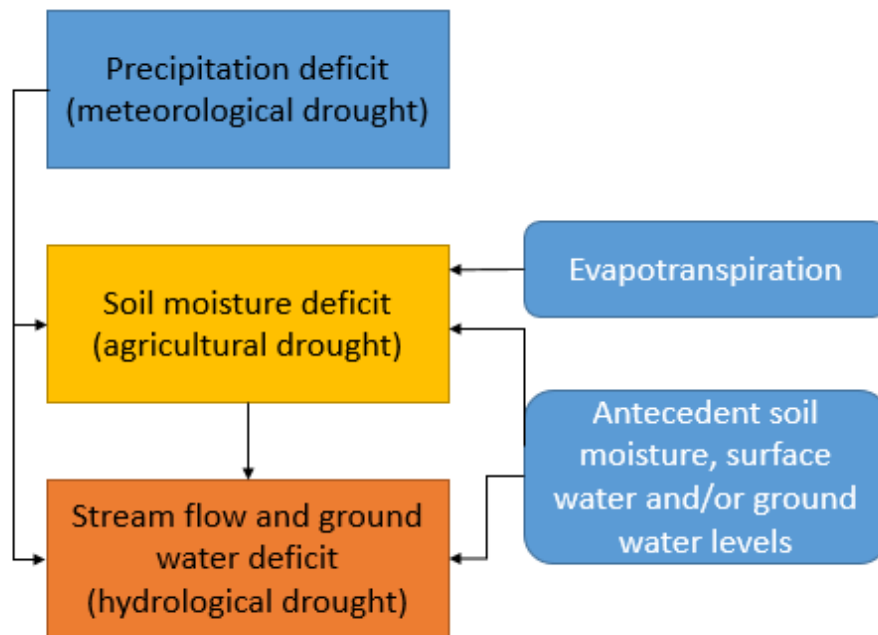 Precipitation deficit
(meteorological drought)
Soil moisture deficit
(agricultural drought)
Stream flow and ground
water deficit
(hydrological drought)
Evapotranspiration
Antecedent soil
moisture, surface
water and/or ground
water levels